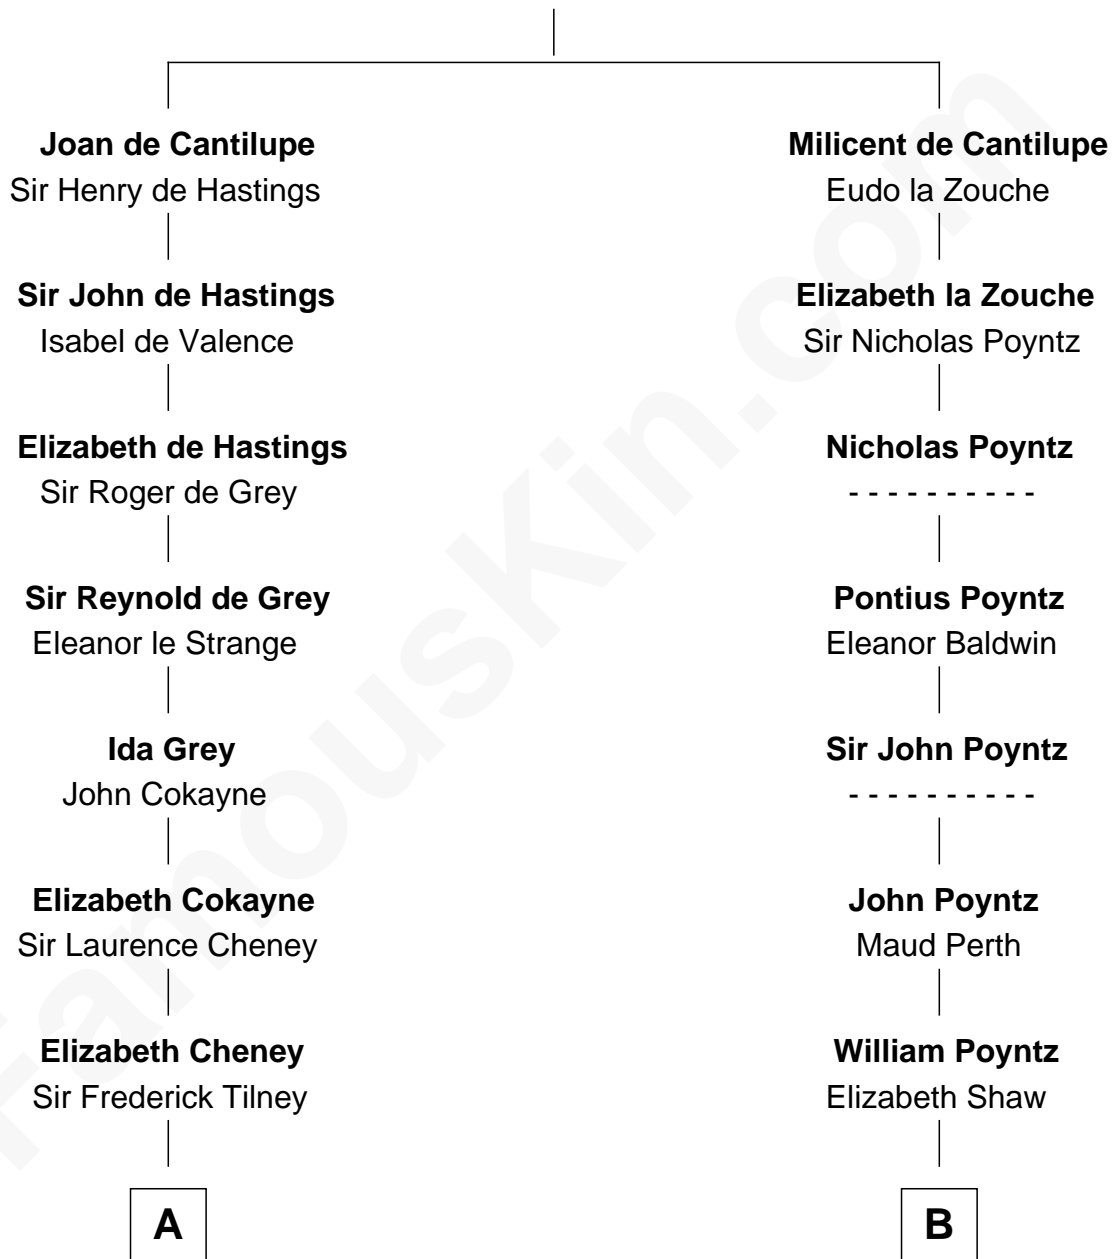 Joan de Cantilupe
Sir Henry de Hastings
Milicent de Cantilupe
Eudo la Zouche
Sir John de Hastings
Isabel de Valence
Elizabeth la Zouche
Sir Nicholas Poyntz
Elizabeth de Hastings
Sir Roger de Grey
Nicholas Poyntz
- - - - - - - - - -
Sir Reynold de Grey
Eleanor le Strange
Pontius Poyntz
Eleanor Baldwin
Ida Grey
John Cokayne
Sir John Poyntz
- - - - - - - - - -
Elizabeth Cokayne
Sir Laurence Cheney
John Poyntz
Maud Perth
Elizabeth Cheney
Sir Frederick Tilney
William Poyntz
Elizabeth Shaw
A
B
FamousKin.com